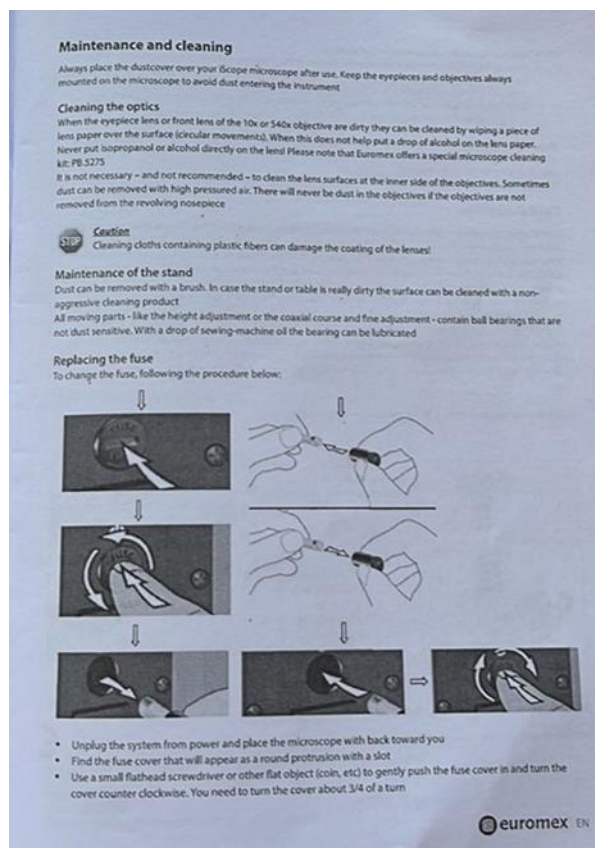 Maintenance and cleaning
Always place the dustcover over your iScope microscope after use. Keep the eyepieces and objectives always
mounted on the microscope to avoid dust entering the instrument
Cleaning the optics
When the eyepiece lens or front lens of the 10x or S40x objective are dirty they can be cleaned by wiping a piece of
lens paper over the surface (circular movements). When this does not help put a drop of alcohol on the lens paper.
Never put isopropanol or alcohol directly on the lens! Please note that Euromex offers a special microscope cleaning
kit: PB.5275
It is not necessary – and not recommended – to clean the lens surfaces at the inner side of the objectives. Sometimes
dust can be removed with high pressured air. There will never be dust in the objectives if the objectives are not
removed from the revolving nosepiece
STOP
Caution
Cleaning cloths containing plastic fibers can damage the coating of the lenses!
Maintenance of the stand
Dust can be removed with a brush. In case the stand or table is really dirty the surface can be cleaned with a non-
aggressive cleaning product
All moving parts - like the height adjustment or the coaxial course and fine adjustment - contain ball bearings that are
not dust sensitive. With a drop of sewing-machine oil the bearing can be lubricated
Replacing the fuse
To change the fuse, following the procedure below:
• Unplug the system from power and place the microscope with back toward you
• Find the fuse cover that will appear as a round protrusion with a slot
• Use a small flathead screwdriver or other flat object (coin, etc) to gently push the fuse cover in and turn the
cover counter clockwise. You need to turn the cover about 3/4 of a turn
euromex EN